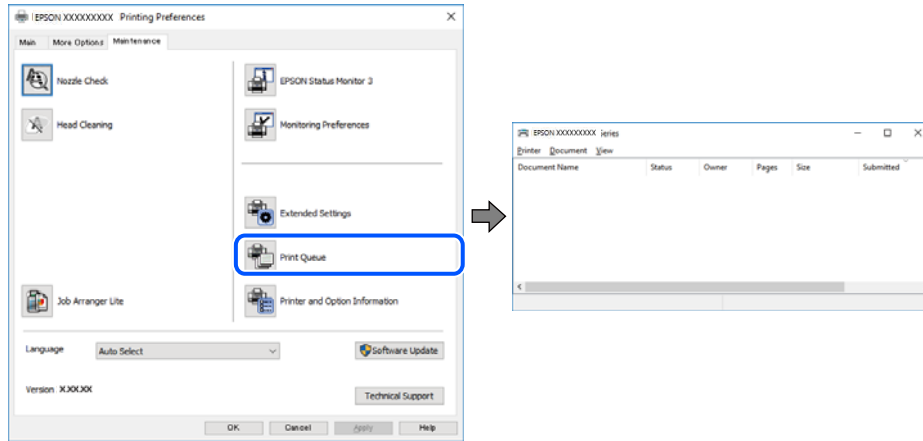 EPSON XXXXXXXXX Printing Preferences
Main More Options Maintenance
Nozzle Check
EPSON Status Monitor 3
Head Cleaning
Monitoring Preferences
Extended Settings
Print Queue
Job Arranger Lite
Printer and Option Information
Language Auto Select
Software Update
Version X.XX.XX
Technical Support
OK Cancel Apply Help
EPSON XXXXXXXXX Series
Printer Document View
Document Name Status Owner Pages Size Submitted